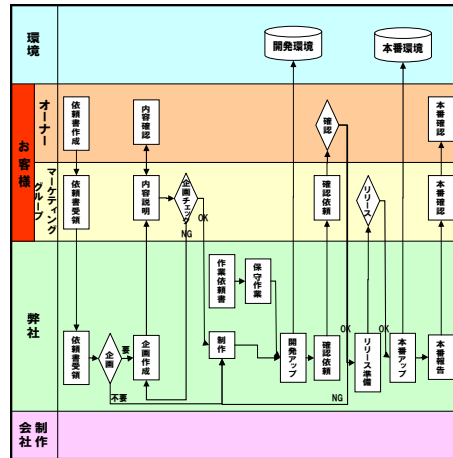 環境
開発環境
本番環境
お客様
オーナー
依頼書作成
内容確認
確認
本番確認
マーケティンググループ
依頼書受領
内容説明
企画チェック
OK
NG
確認依頼
リリース
OK
本番確認
弊社
作業依頼書
保守作業
依頼書受領
企画
要
不要
企画作成
制作
開発アップ
確認依頼
OK
NG
リリース準備
本番アップ
本番報告
制作会社